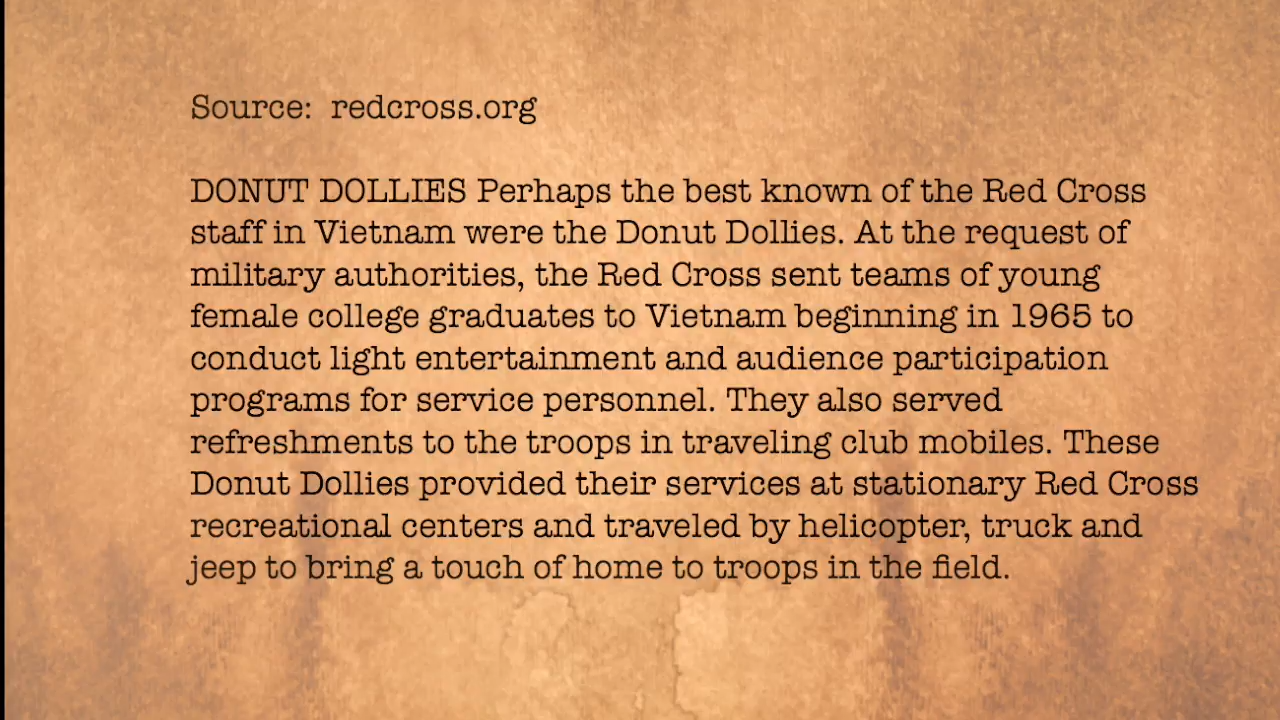 Source: redcross.org
DONUT DOLLIES Perhaps the best known of the Red Cross
staff in Vietnam were the Donut Dollies. At the request of
military authorities, the Red Cross sent teams of young
female college graduates to Vietnam beginning in 1965 to
conduct light entertainment and audience participation
programs for service personnel. They also served
refreshments to the troops in traveling club mobiles. These
Donut Dollies provided their services at stationary Red Cross
recreational centers and traveled by helicopter, truck and
jeep to bring a touch of home to troops in the field.